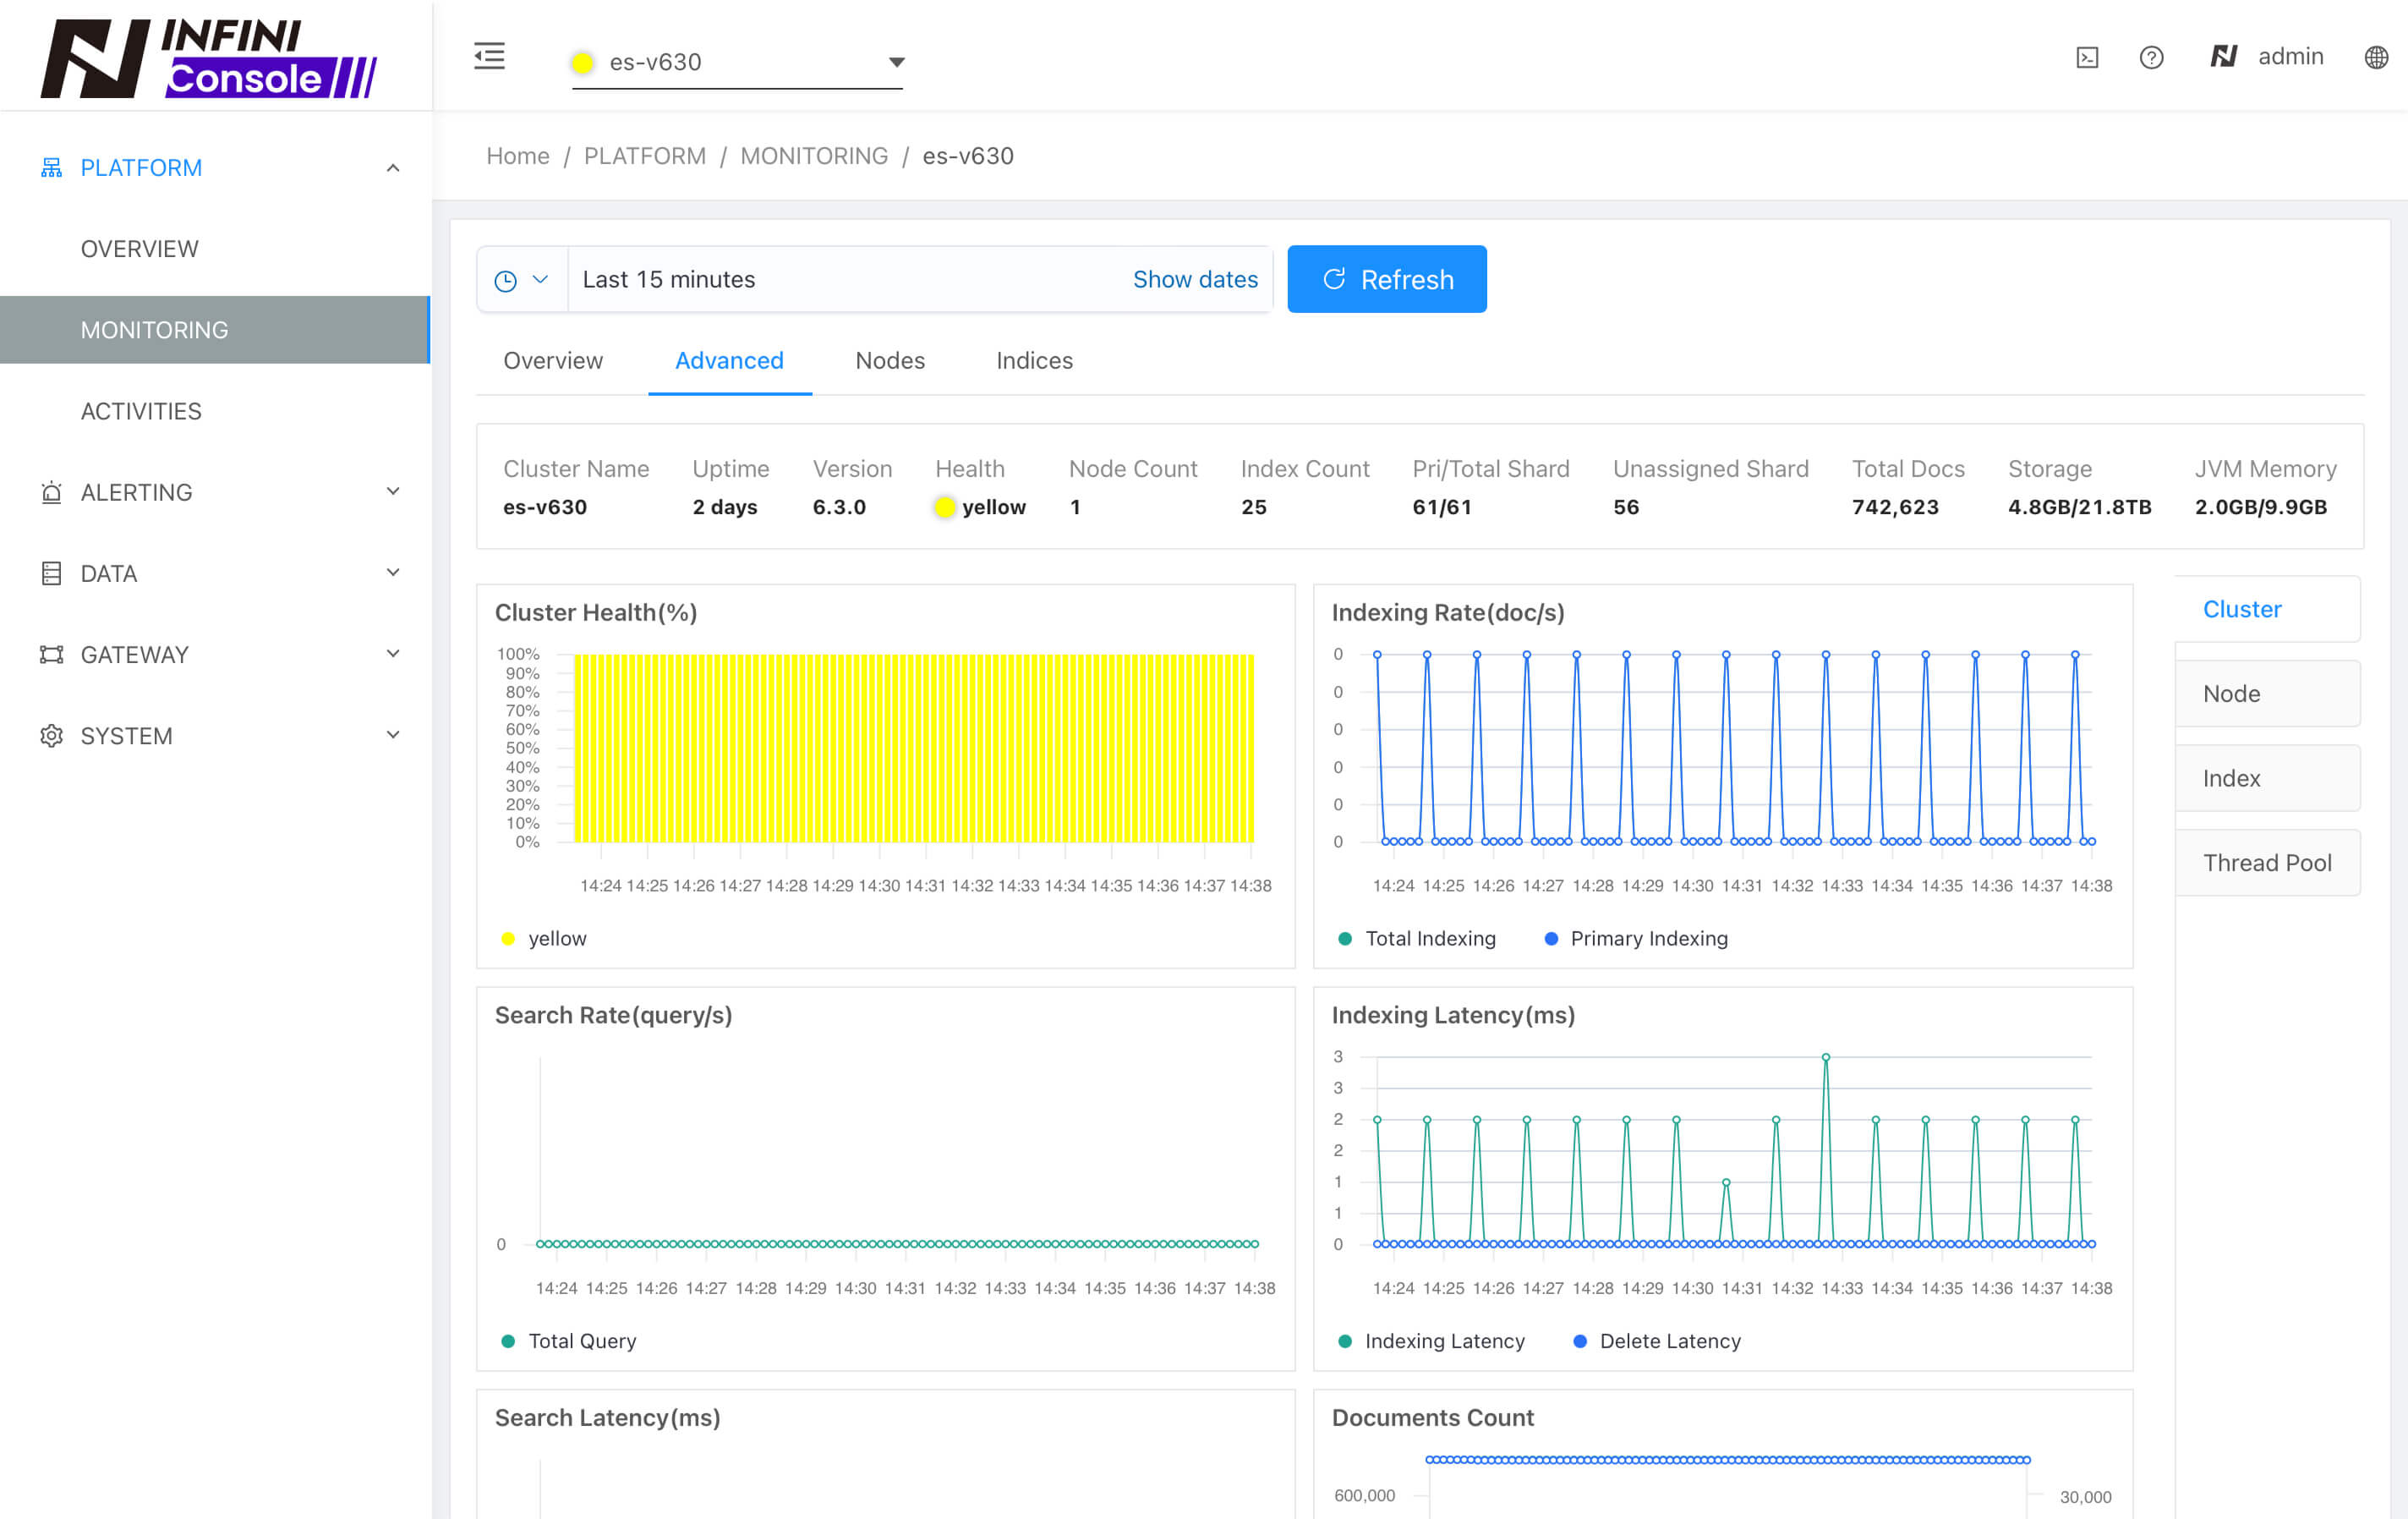 INFINI
Console
es-v630
admin
Home / PLATFORM / MONITORING / es-v630
PLATFORM
OVERVIEW
MONITORING
ACTIVITIES
ALERTING
DATA
GATEWAY
SYSTEM
Last 15 minutes Show dates Refresh
Overview Advanced Nodes Indices
Cluster Name Uptime Version Health Node Count Index Count Pri/Total Shard Unassigned Shard Total Docs Storage JVM Memory
es-v630 2 days 6.3.0 yellow 1 25 61/61 56 742,623 4.8GB/21.8TB 2.0GB/9.9GB
Cluster Health(%)
100%
90%
80%
70%
60%
50%
40%
30%
20%
10%
0%
14:24 14:25 14:26 14:27 14:28 14:29 14:30 14:31 14:32 14:33 14:34 14:35 14:36 14:37 14:38
yellow
Indexing Rate(doc/s)
0
0
0
0
0
0
14:24 14:25 14:26 14:27 14:28 14:29 14:30 14:31 14:32 14:33 14:34 14:35 14:36 14:37 14:38
Total Indexing Primary Indexing
Cluster
Node
Index
Thread Pool
Search Rate(query/s)
0
14:24 14:25 14:26 14:27 14:28 14:29 14:30 14:31 14:32 14:33 14:34 14:35 14:36 14:37 14:38
Total Query
Indexing Latency(ms)
3
3
2
2
1
1
0
14:24 14:25 14:26 14:27 14:28 14:29 14:30 14:31 14:32 14:33 14:34 14:35 14:36 14:37 14:38
Indexing Latency Delete Latency
Search Latency(ms)
Documents Count
600,000 30,000